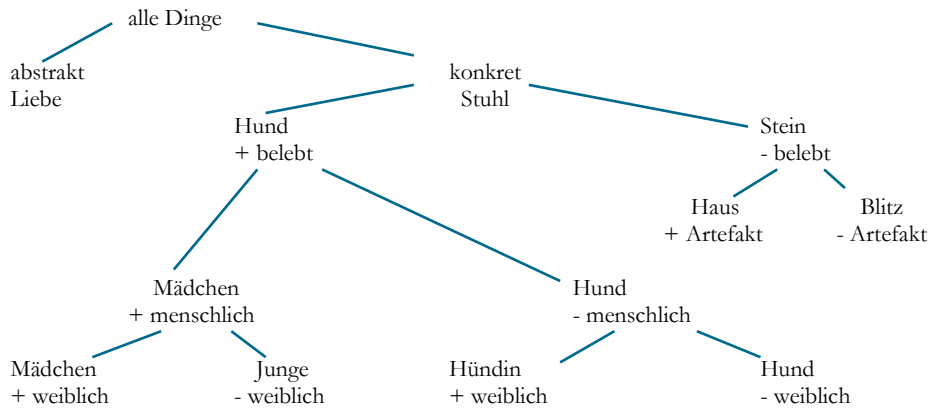 alle Dinge
abstrakt
Liebe
konkret
Stuhl
Hund
+ belebt
Stein
- belebt
Haus
+ Artefakt
Blitz
- Artefakt
Mädchen
+ menschlich
Hund
- menschlich
Mädchen
+ weiblich
Junge
- weiblich
Hündin
+ weiblich
Hund
- weiblich